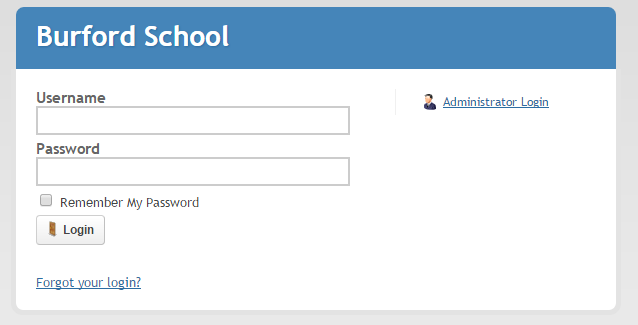 Burford School
Username
Administrator Login
Password
Remember My Password
Login
Forgot your login?